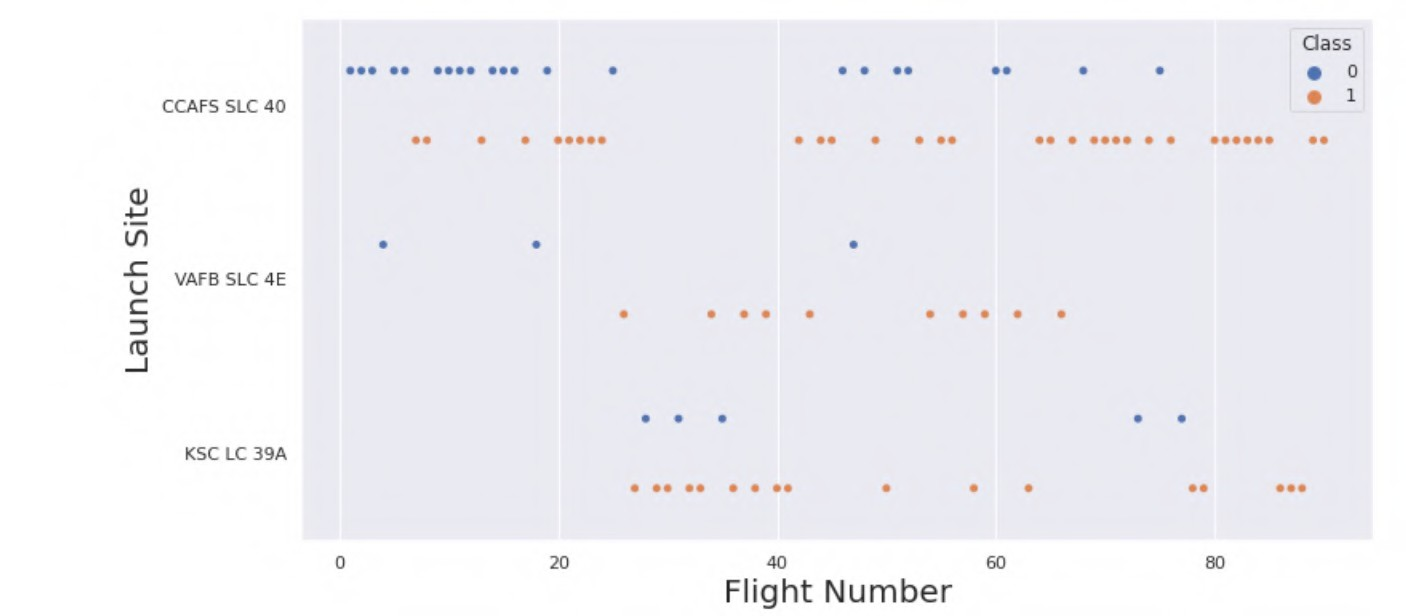 Class
0
1
CCAFS SLC 40
VAFB SLC 4E
KSC LC 39A
Launch Site
0 20 40 60 80
Flight Number